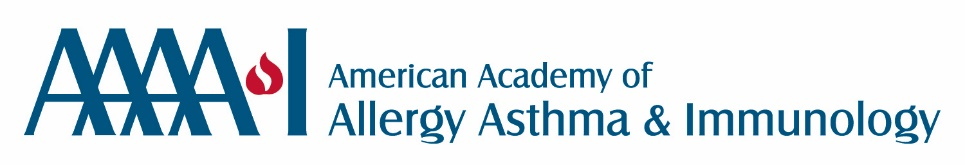 AAAAI
American Academy of
Allergy Asthma & Immunology